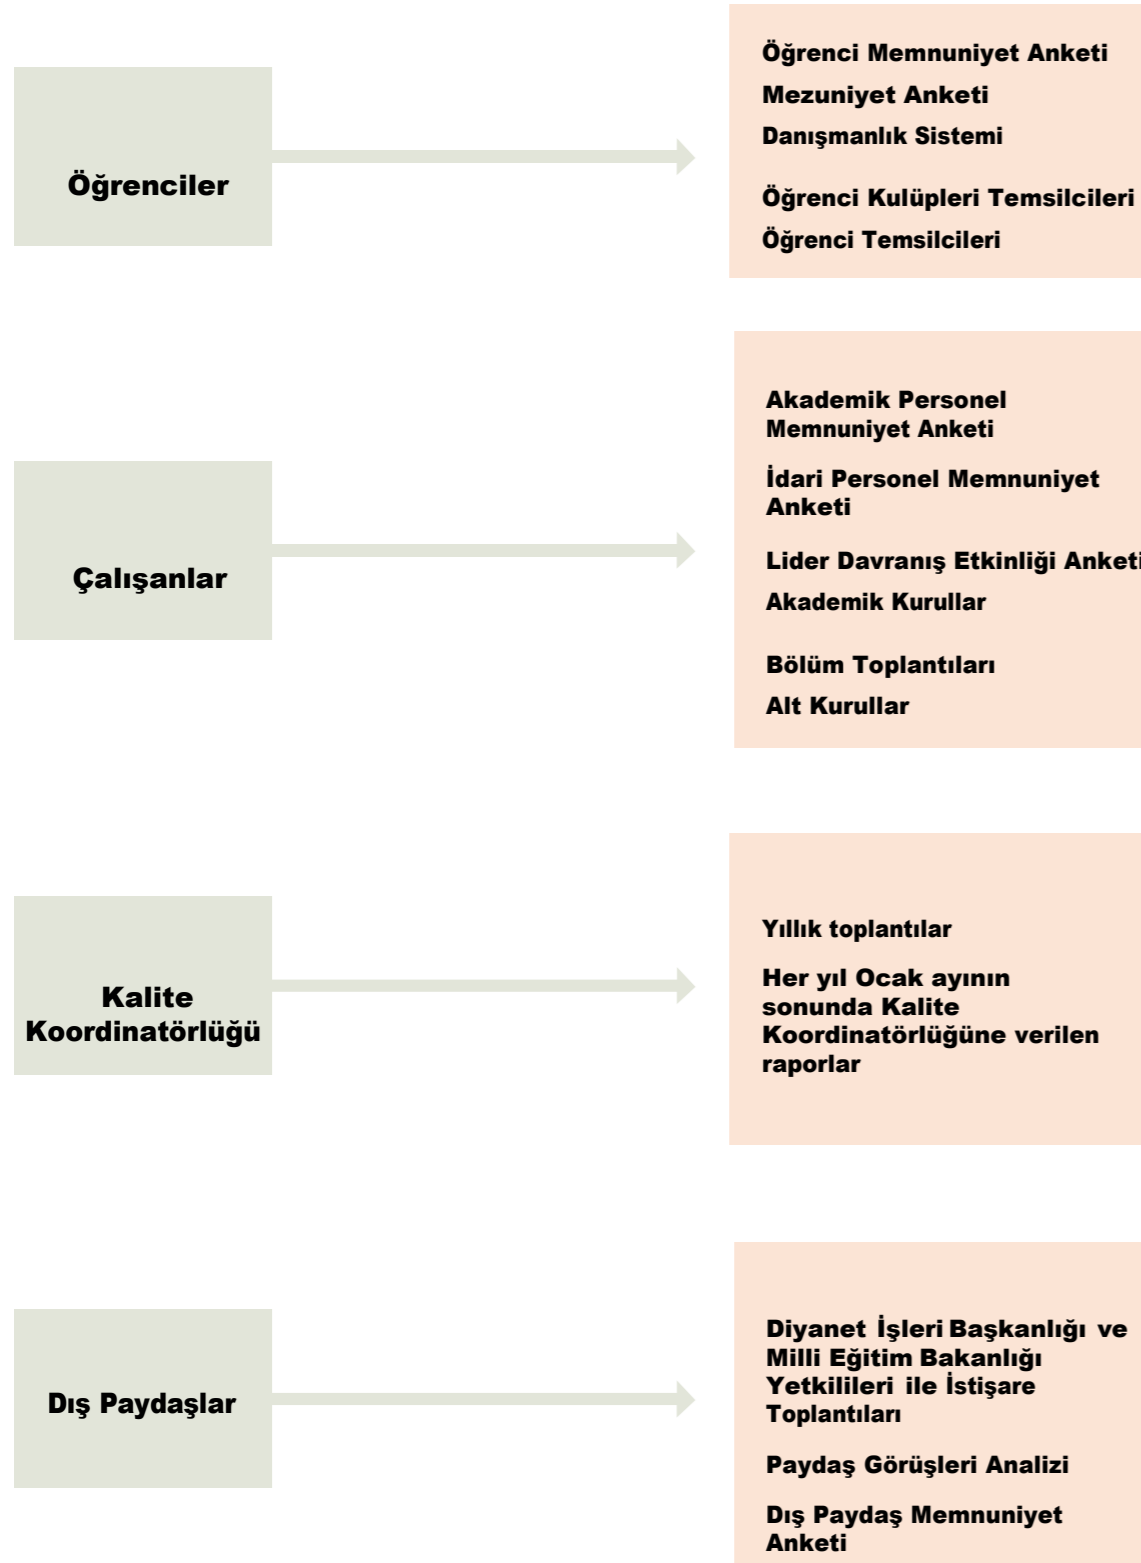 Öğrenciler
Öğrenci Memnuniyet Anketi
Mezuniyet Anketi
Danışmanlık Sistemi
Öğrenci Kulüpleri Temsilcileri
Öğrenci Temsilcileri
Çalışanlar
Akademik Personel
Memnuniyet Anketi
İdari Personel Memnuniyet
Anketi
Lider Davranış Etkinliği Anketi
Akademik Kurullar
Bölüm Toplantıları
Alt Kurullar
Kalite
Koordinatörlüğü
Yıllık toplantılar
Her yıl Ocak ayının
sonunda Kalite
Koordinatörlüğüne verilen
raporlar
Dış Paydaşlar
Diyanet İşleri Başkanlığı ve
Milli Eğitim Bakanlığı
Yetkilileri ile İstişare
Toplantıları
Paydaş Görüşleri Analizi
Dış Paydaş Memnuniyet
Anketi